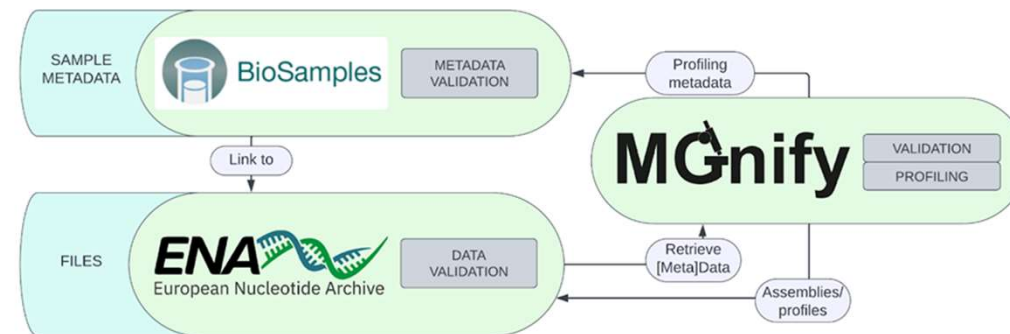 SAMPLE
METADATA
BioSamples
METADATA
VALIDATION
Profiling
metadata
Link to
MGnify
VALIDATION
PROFILING
FILES
ENA
European Nucleotide Archive
DATA
VALIDATION
Retrieve
[Meta]Data
Assemblies/
profiles